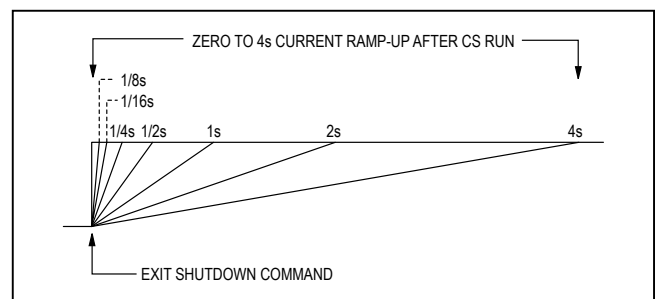 ZERO TO 4s CURRENT RAMP-UP AFTER CS RUN
1/8s
1/16s
1/4s 1/2s 1s 2s 4s
EXIT SHUTDOWN COMMAND